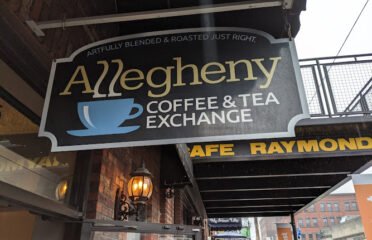 ARTFULLY BLENDED & ROASTED JUST RIGHT.
Allegheny
COFFEE & TEA
EXCHANGE
AFE RAYMOND